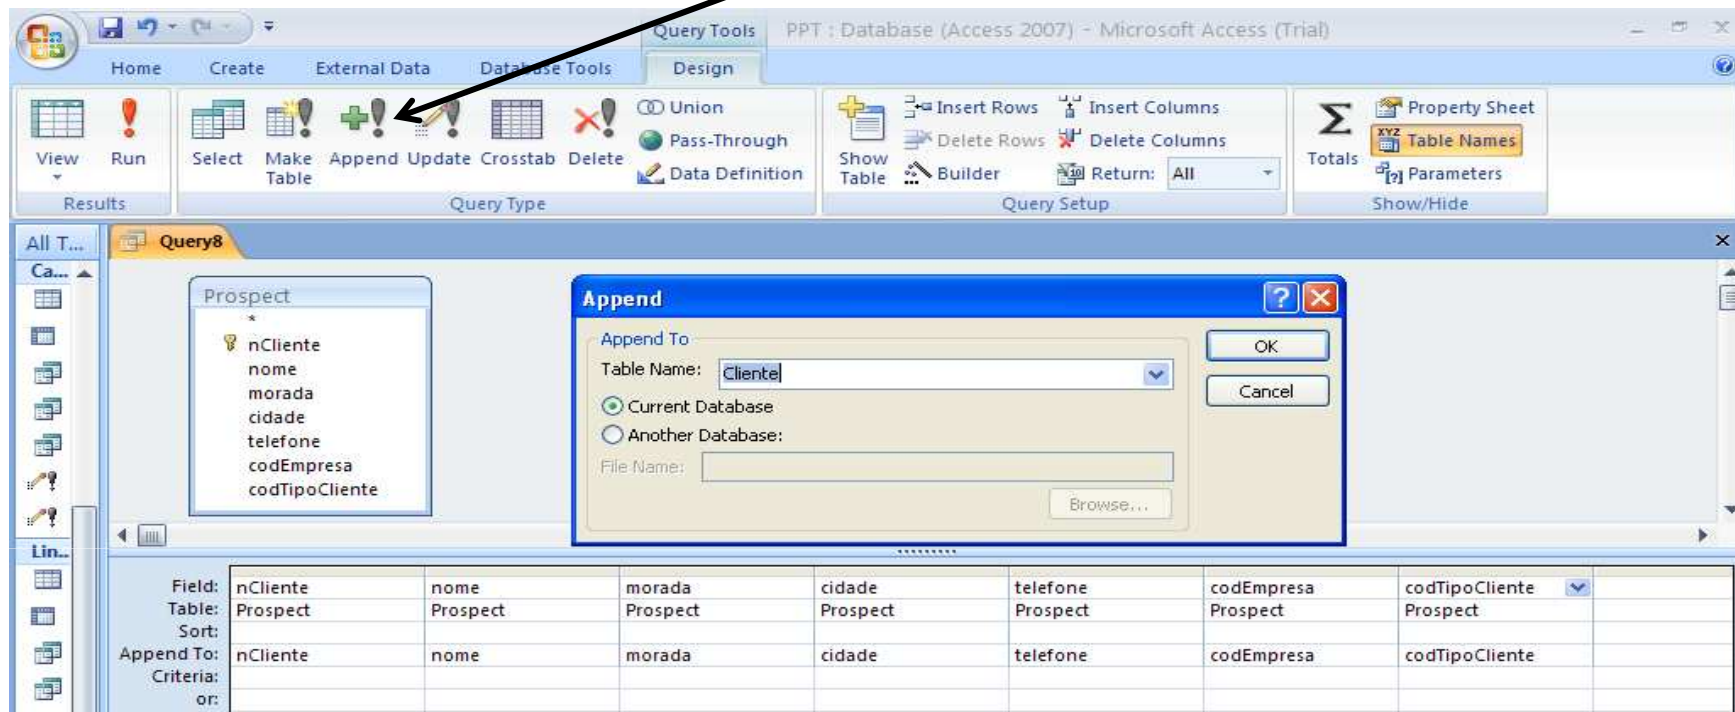 Query Tools
PPT : Database (Access 2007) - Microsoft Access (Trial)
Home
Create
External Data
Database Tools
Design
View
Run
Results
Select
Make Table
Append
Update
Crosstab
Delete
Union
Pass-Through
Data Definition
Query Type
Show Table
Insert Rows
Delete Rows
Builder
Insert Columns
Delete Columns
Return: All
Query Setup
Totals
Property Sheet
Table Names
Parameters
Show/Hide
All T...
Query8
Ca...
Lin..
Prospect
*
nCliente
nome
morada
cidade
telefone
codEmpresa
codTipoCliente
Append
Append To
Table Name: Cliente
Current Database
Another Database:
File Name:
Browse...
OK
Cancel
Field: nCliente nome morada cidade telefone codEmpresa codTipoCliente
Table: Prospect Prospect Prospect Prospect Prospect Prospect Prospect
Sort:
Append To: nCliente nome morada cidade telefone codEmpresa codTipoCliente
Criteria:
or: